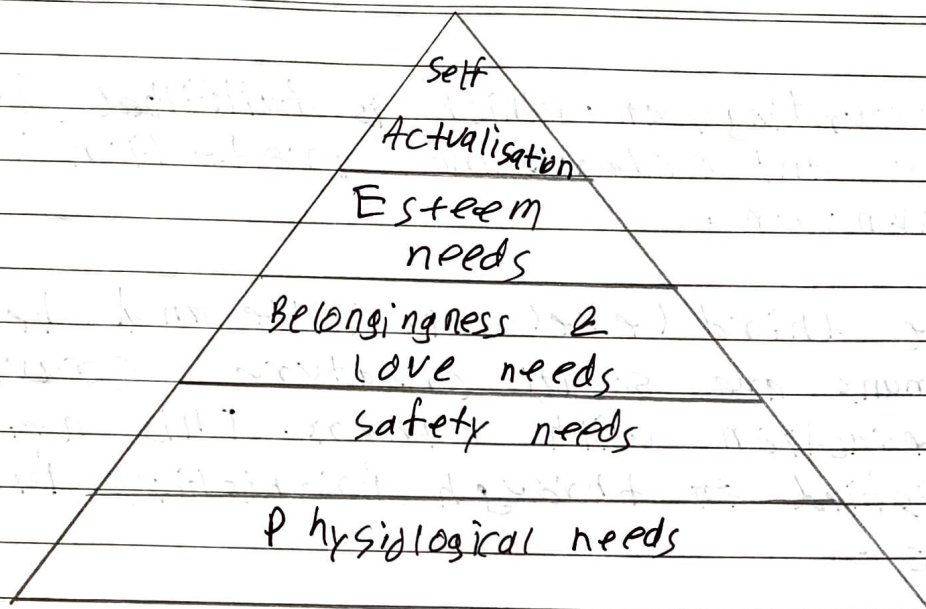 Self
Actualisation
Esteem
needs
Belongingness &
love needs
safety needs
Physiological needs